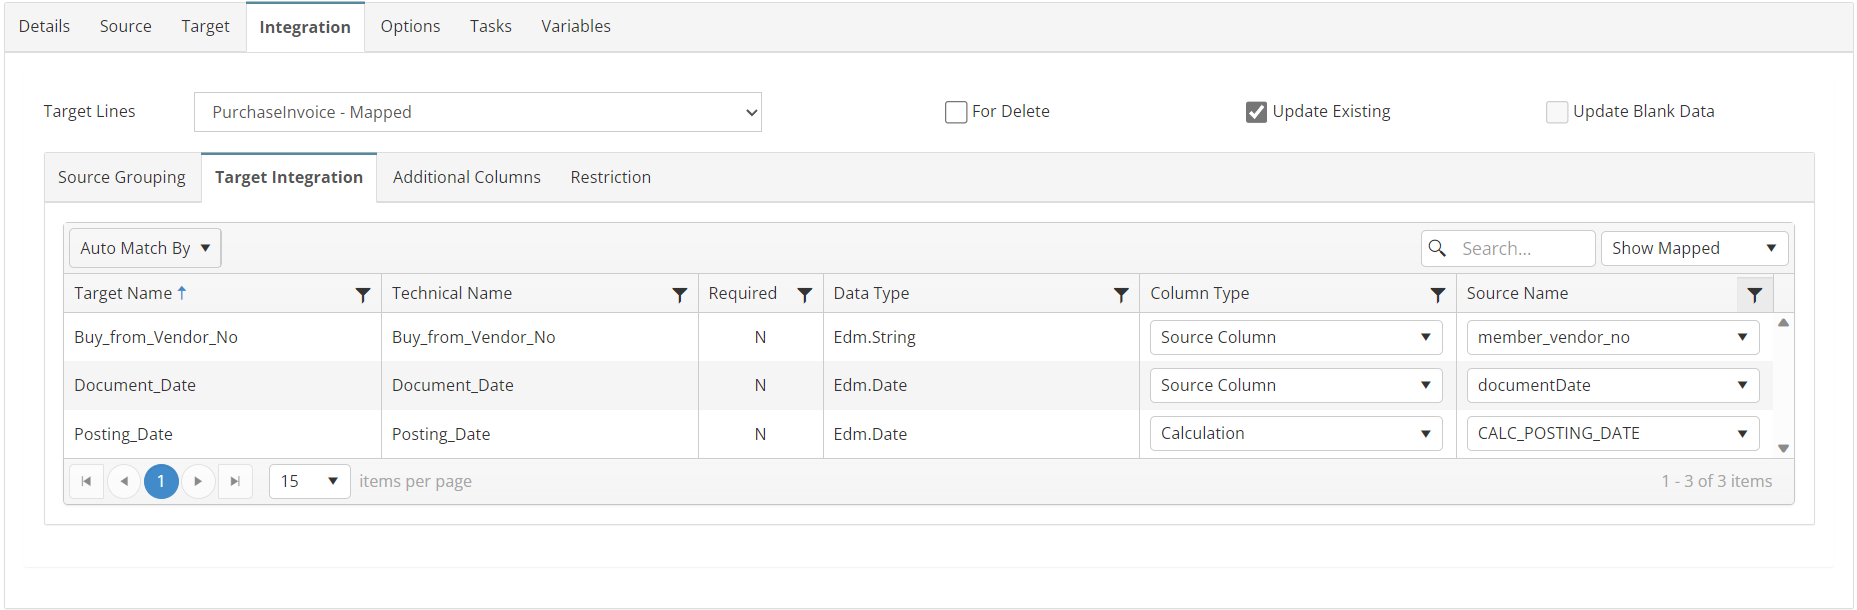 Details Source Target Integration Options Tasks Variables
Target Lines PurchaseInvoice - Mapped For Delete Update Existing Update Blank Data
Source Grouping Target Integration Additional Columns Restriction
Auto Match By Search... Show Mapped
Target Name Technical Name Required Data Type Column Type Source Name
Buy_from_Vendor_No Buy_from_Vendor_No N Edm.String Source Column member_vendor_no
Document_Date Document_Date N Edm.Date Source Column documentDate
Posting_Date Posting_Date N Edm.Date Calculation CALC_POSTING_DATE
1 15 items per page 1 - 3 of 3 items